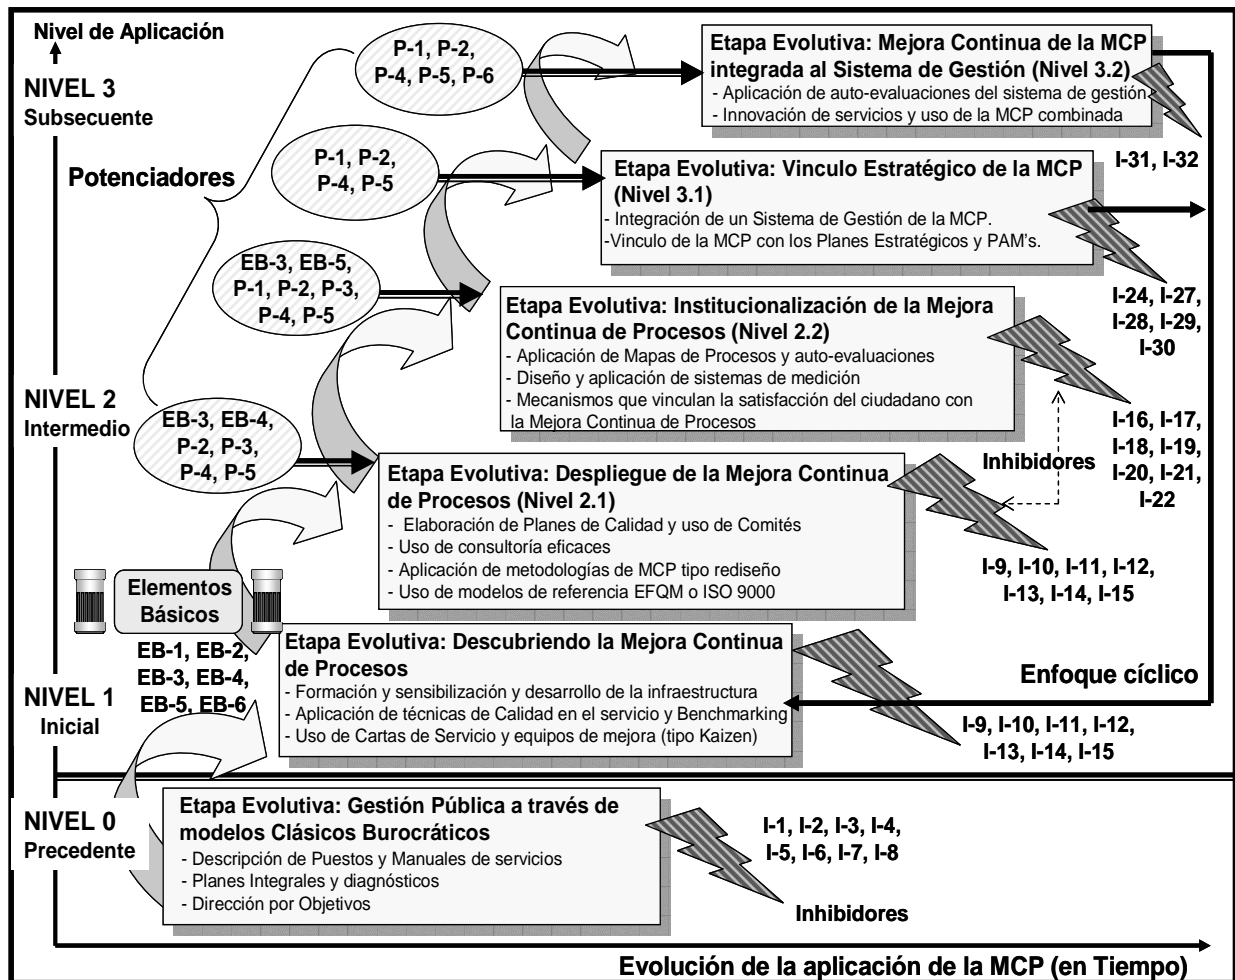 Nivel de Aplicación
NIVEL 3
Subsecuente
P-1, P-2,
P-4, P-5, P-6
Etapa Evolutiva: Mejora Continua de la MCP
integrada al Sistema de Gestión (Nivel 3.2)
- Aplicación de auto-evaluaciones del sistema de gestión
- Innovación de servicios y uso de la MCP combinada
I-31, I-32
Potenciadores
P-1, P-2,
P-4, P-5
Etapa Evolutiva: Vinculo Estratégico de la MCP
(Nivel 3.1)
- Integración de un Sistema de Gestión de la MCP.
-Vinculo de la MCP con los Planes Estratégicos y PAM's.
I-24, I-27,
I-28, I-29,
I-30
EB-3, EB-5,
P-1, P-2, P-3,
P-4, P-5
Etapa Evolutiva: Institucionalización de la Mejora
Continua de Procesos (Nivel 2.2)
- Aplicación de Mapas de Procesos y auto-evaluaciones
- Diseño y aplicación de sistemas de medición
- Mecanismos que vinculan la satisfacción del ciudadano con
la Mejora Continua de Procesos
I-16, I-17,
I-18, I-19,
I-20, I-21,
I-22
Inhibidores
NIVEL 2
Intermedio
EB-3, EB-4,
P-2, P-3,
P-4, P-5
Etapa Evolutiva: Despliegue de la Mejora Continua
de Procesos (Nivel 2.1)
- Elaboración de Planes de Calidad y uso de Comités
- Uso de consultoría eficaces
- Aplicación de metodologías de MCP tipo rediseño
- Uso de modelos de referencia EFQM o ISO 9000
I-9, I-10, I-11, I-12,
I-13, I-14, I-15
Elementos
Básicos
EB-1, EB-2,
EB-3, EB-4,
EB-5, EB-6
NIVEL 1
Inicial
Etapa Evolutiva: Descubriendo la Mejora Continua
de Procesos
- Formación y sensibilización y desarrollo de la infraestructura
- Aplicación de técnicas de Calidad en el servicio y Benchmarking
- Uso de Cartas de Servicio y equipos de mejora (tipo Kaizen)
Enfoque cíclico
I-9, I-10, I-11, I-12,
I-13, I-14, I-15
NIVEL 0
Precedente
Etapa Evolutiva: Gestión Pública a través de
modelos Clásicos Burocráticos
- Descripción de Puestos y Manuales de servicios
- Planes Integrales y diagnósticos
- Dirección por Objetivos
I-1, I-2, I-3, I-4,
I-5, I-6, I-7, I-8
Inhibidores
Evolución de la aplicación de la MCP (en Tiempo)